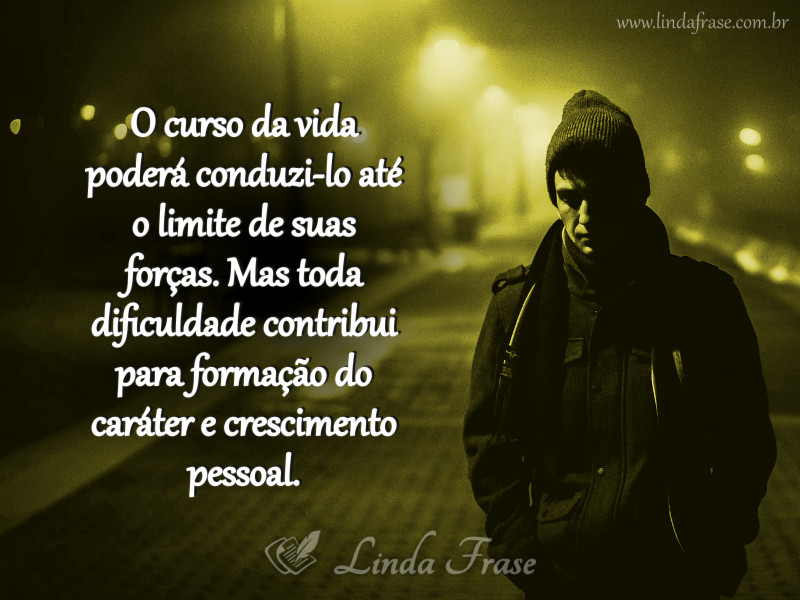 www.lindafrase.com.br
O curso da vida
poderá conduzi-lo até
o limite de suas
forças. Mas toda
dificuldade contribui
para formação do
caráter e crescimento
pessoal.
Linda Frase